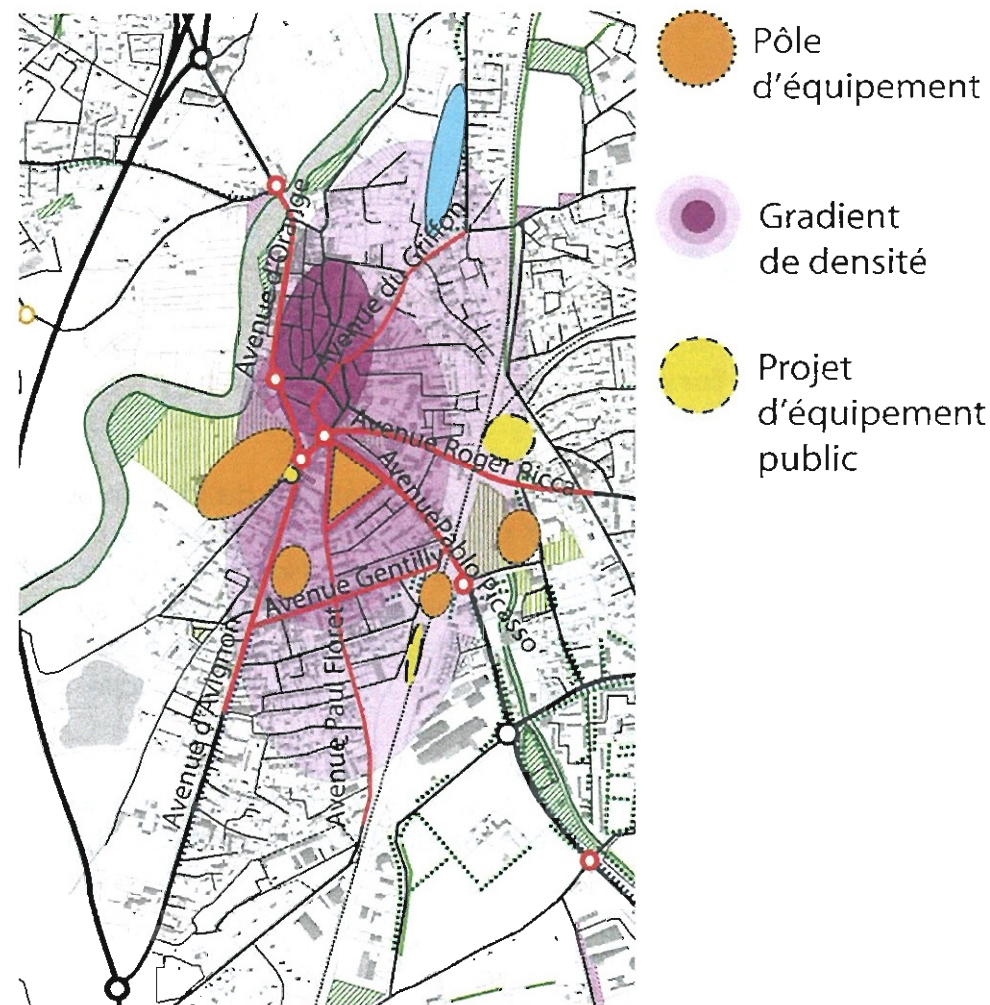 Pôle
d'équipement
Gradient
de densité
Projet
d'équipement
public
Avenue d'Orange
Avenue du Griffon
Avenue Roger Ricca
Avenue Pablo Picasso
Avenue Gentilly
Avenue d'Avignon
Avenue Paul Floret